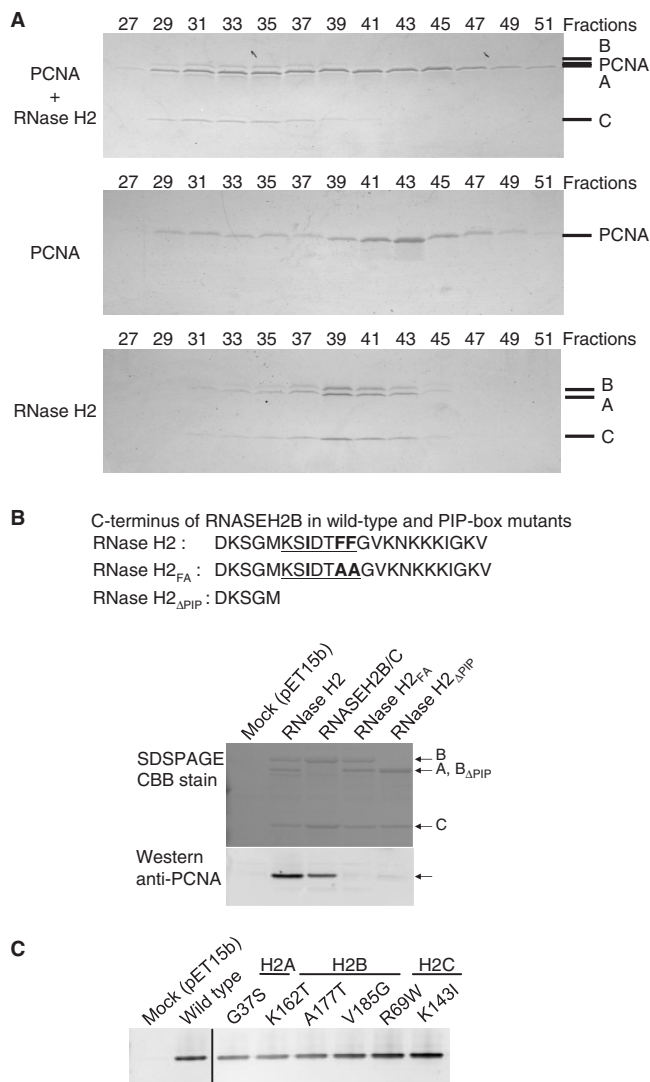 A
27 29 31 33 35 37 39 41 43 45 47 49 51 Fractions
PCNA
+
RNase H2
B
PCNA
A
C
27 29 31 33 35 37 39 41 43 45 47 49 51 Fractions
PCNA
PCNA
27 29 31 33 35 37 39 41 43 45 47 49 51 Fractions
RNase H2
B
A
C
B
C-terminus of RNASEH2B in wild-type and PIP-box mutants
RNase H2 : DKSGMKSIDTFFGVKNKKKIGKV
RNase H2FA : DKSGMKSIDTAAGVKNKKKIGKV
RNase H2ΔPIP : DKSGM
Mock (pET15b)
RNase H2
RNASEH2B/C
RNase H2FA
RNase H2ΔPIP
SDSPAGE
CBB stain
B
A, BΔPIP
C
Western
anti-PCNA
C
Mock (pET15b)
Wild type
H2A H2B H2C
G37S
K162T
A177T
V185G
R69W
K143I